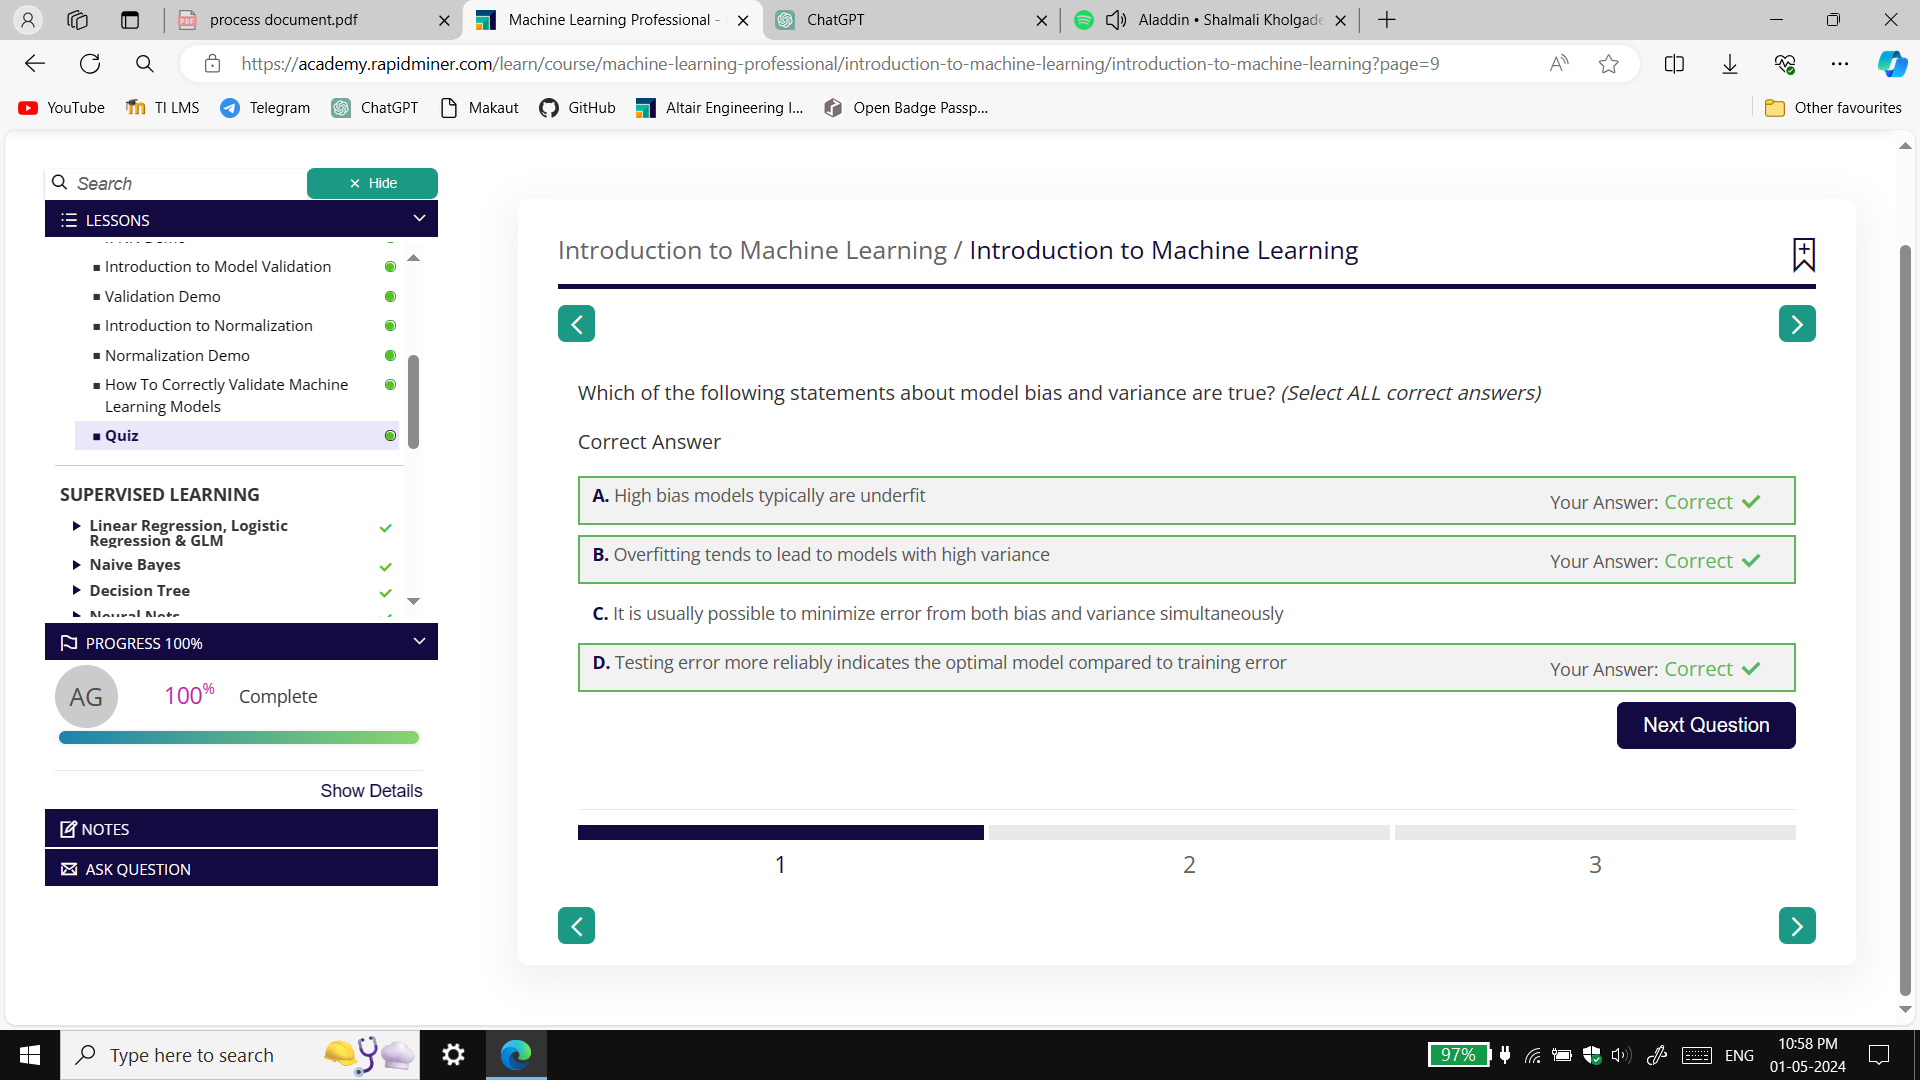 process document.pdf
Machine Learning Professional -
ChatGPT
Aladdin • Shalmali Kholgade
https://academy.rapidminer.com/learn/course/machine-learning-professional/introduction-to-machine-learning/introduction-to-machine-learning?page=9
YouTube
TI LMS
Telegram
ChatGPT
Makaut
GitHub
Altair Engineering I...
Open Badge Passp...
Other favourites
Search
× Hide
LESSONS
Introduction to Model Validation
Validation Demo
Introduction to Normalization
Normalization Demo
How To Correctly Validate Machine
Learning Models
Quiz
SUPERVISED LEARNING
Linear Regression, Logistic
Regression & GLM
Naive Bayes
Decision Tree
Neural Nets
PROGRESS 100%
AG
100%
Complete
Show Details
NOTES
ASK QUESTION
Introduction to Machine Learning / Introduction to Machine Learning
Which of the following statements about model bias and variance are true? (Select ALL correct answers)
Correct Answer
A. High bias models typically are underfit
Your Answer: Correct
B. Overfitting tends to lead to models with high variance
Your Answer: Correct
C. It is usually possible to minimize error from both bias and variance simultaneously
D. Testing error more reliably indicates the optimal model compared to training error
Your Answer: Correct
Next Question
1
2
3
Type here to search
97%
ENG
10:58 PM
01-05-2024